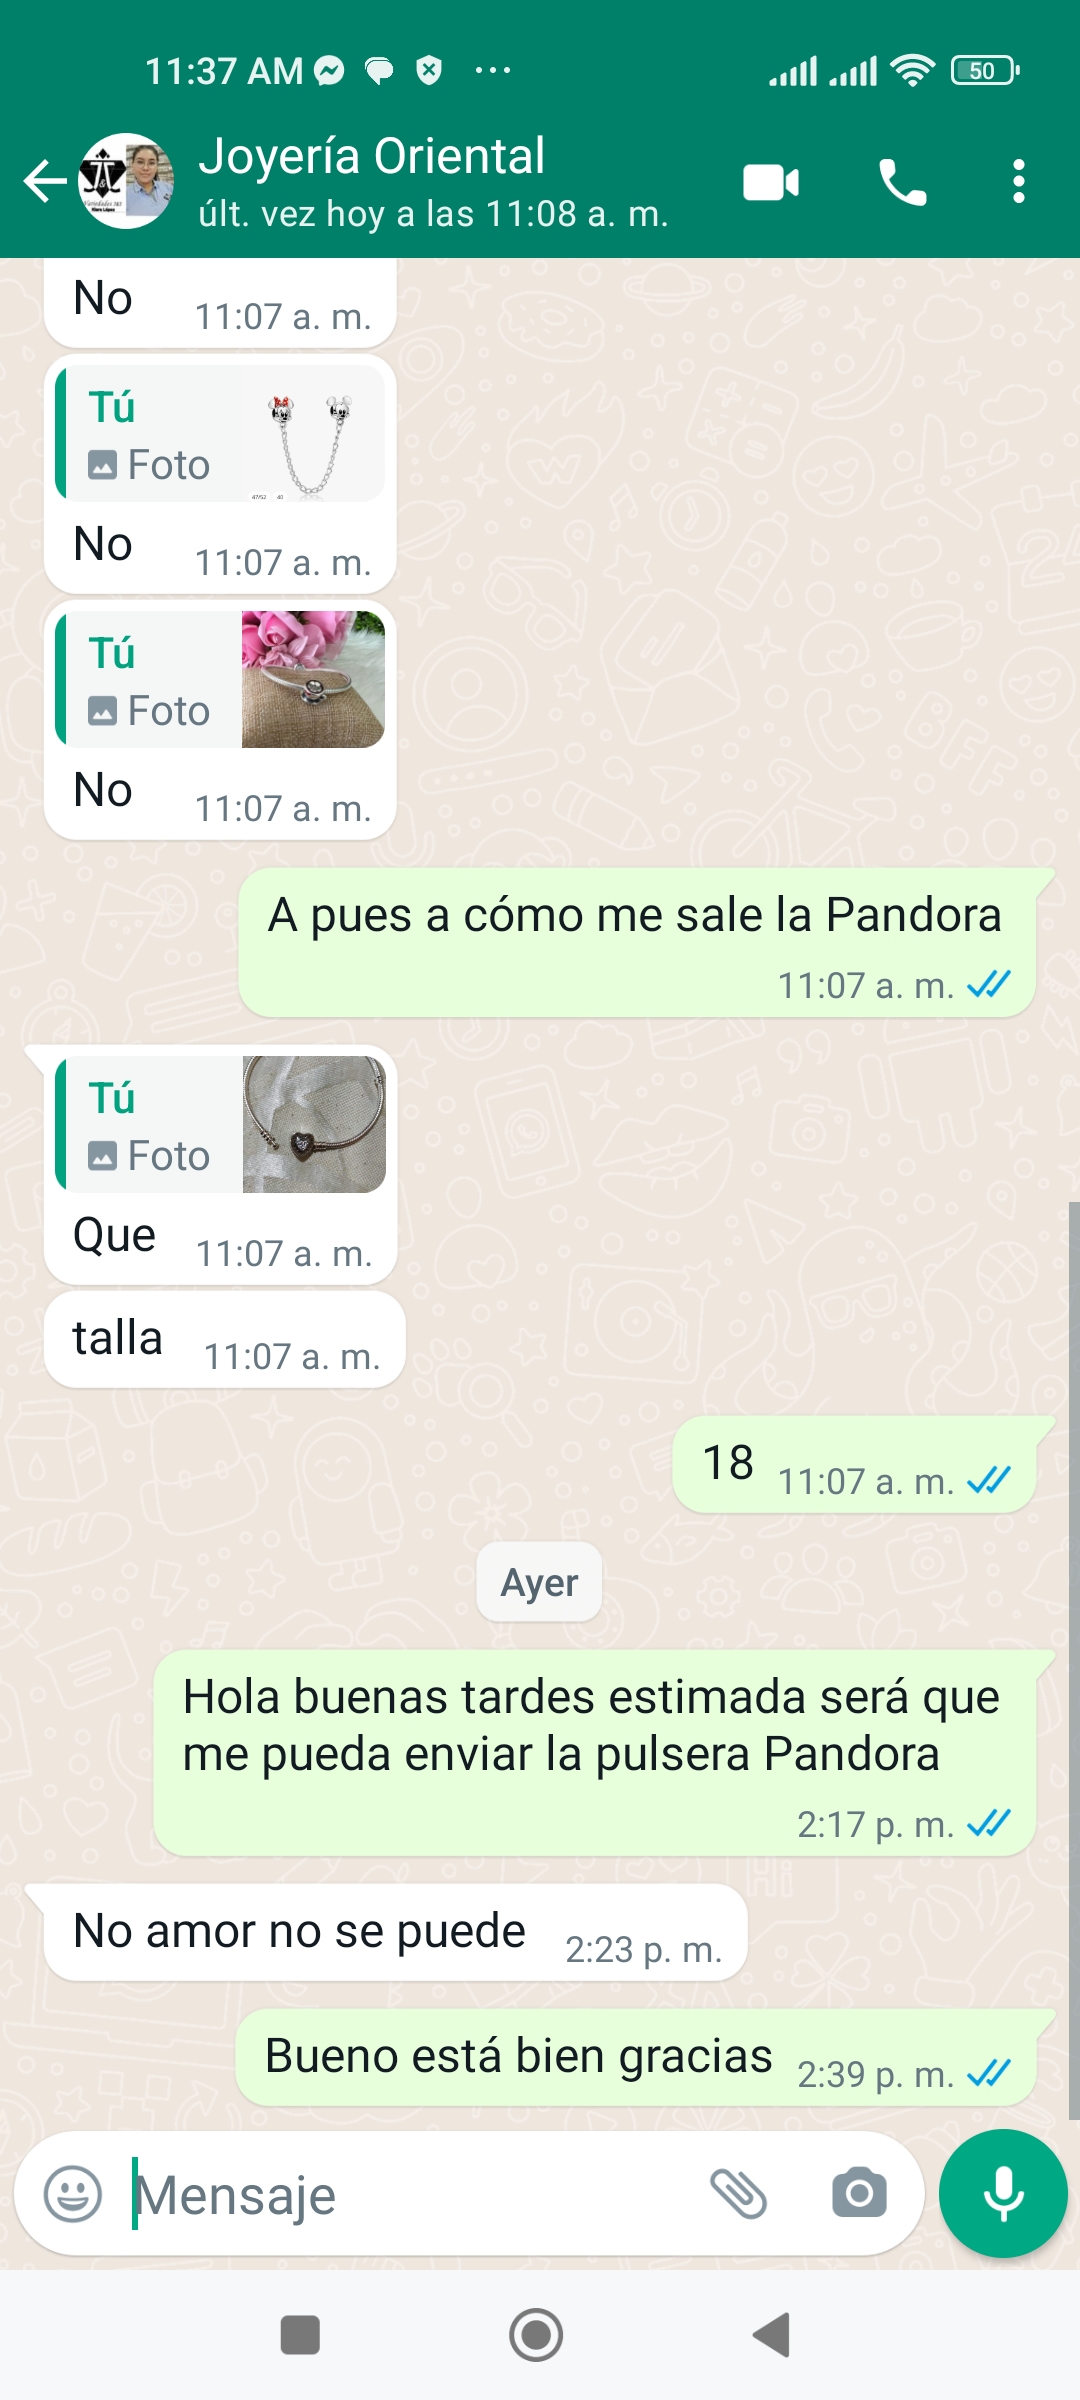 11:37 AM ... 50
Joyería Oriental
últ. vez hoy a las 11:08 a. m.
No 11:07 a. m.
Tú
Foto
47/52 40
No 11:07 a. m.
Tú
Foto
No 11:07 a. m.
A pues a cómo me sale la Pandora
11:07 a. m.
Tú
Foto
Que 11:07 a. m.
talla 11:07 a. m.
18 11:07 a. m.
Ayer
Hola buenas tardes estimada será que
me pueda enviar la pulsera Pandora
2:17 p. m.
No amor no se puede 2:23 p. m.
Bueno está bien gracias 2:39 p. m.
Mensaje